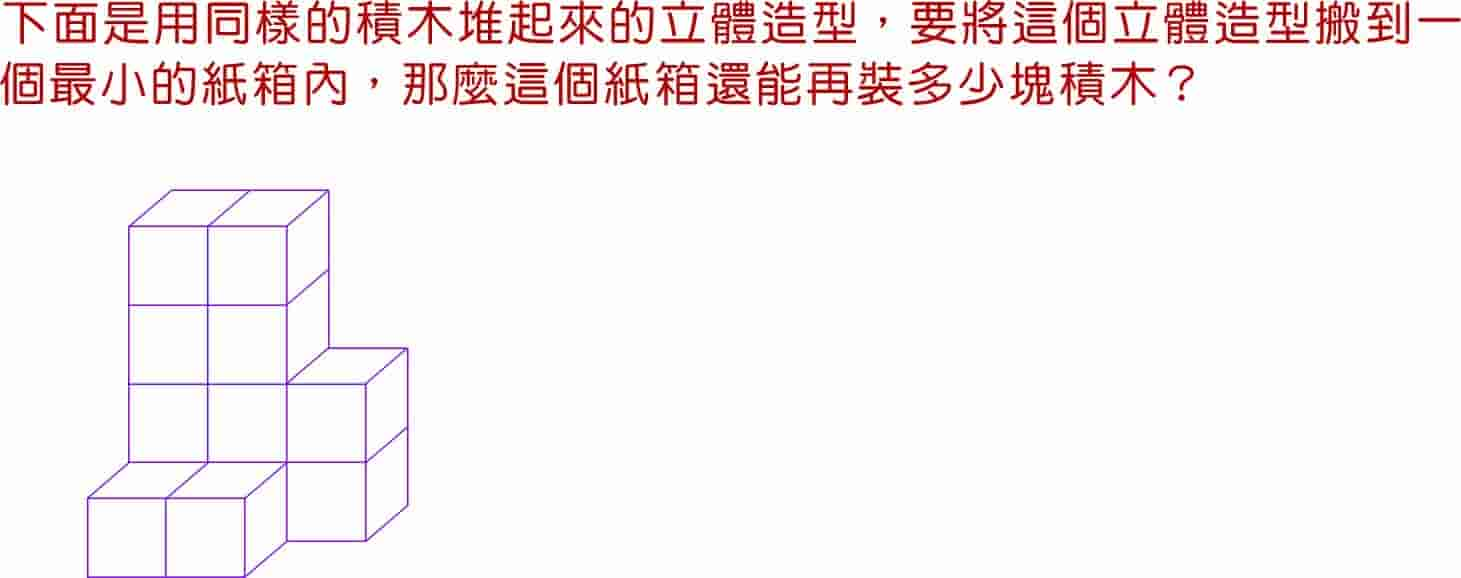 下面是用同樣的積木堆起來的立體造型，要將這個立體造型搬到一
個最小的紙箱內，那麼這個紙箱還能再裝多少塊積木？